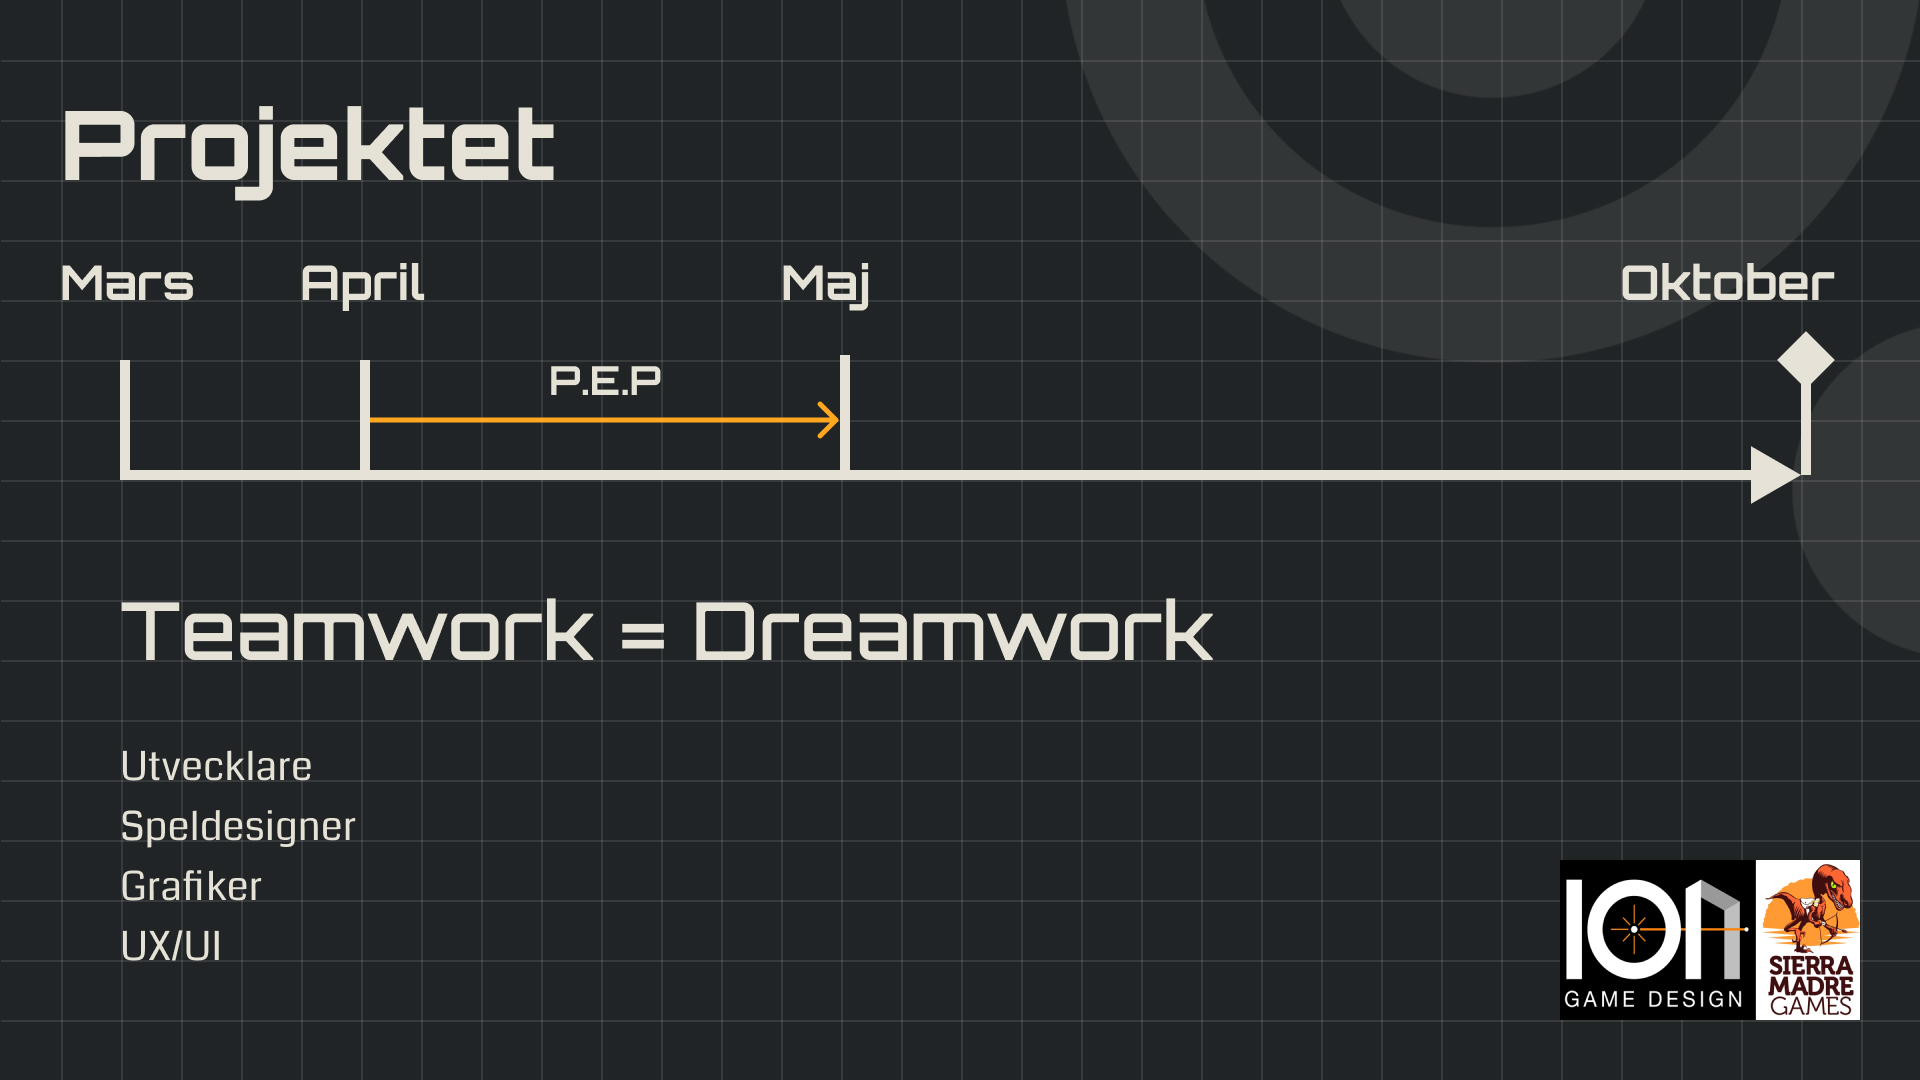 Projektet
Mars April Maj Oktober
P.E.P
Teamwork = Dreamwork
Utvecklare
Speldesigner
Grafiker
UX/UI
ION
GAME DESIGN
SIERRA
MADRE
GAMES